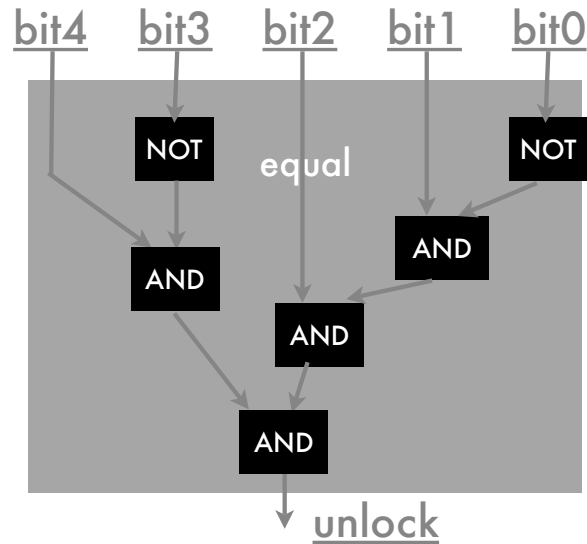 bit4 bit3 bit2 bit1 bit0
NOT
NOT
equal
AND
AND
AND
AND
unlock